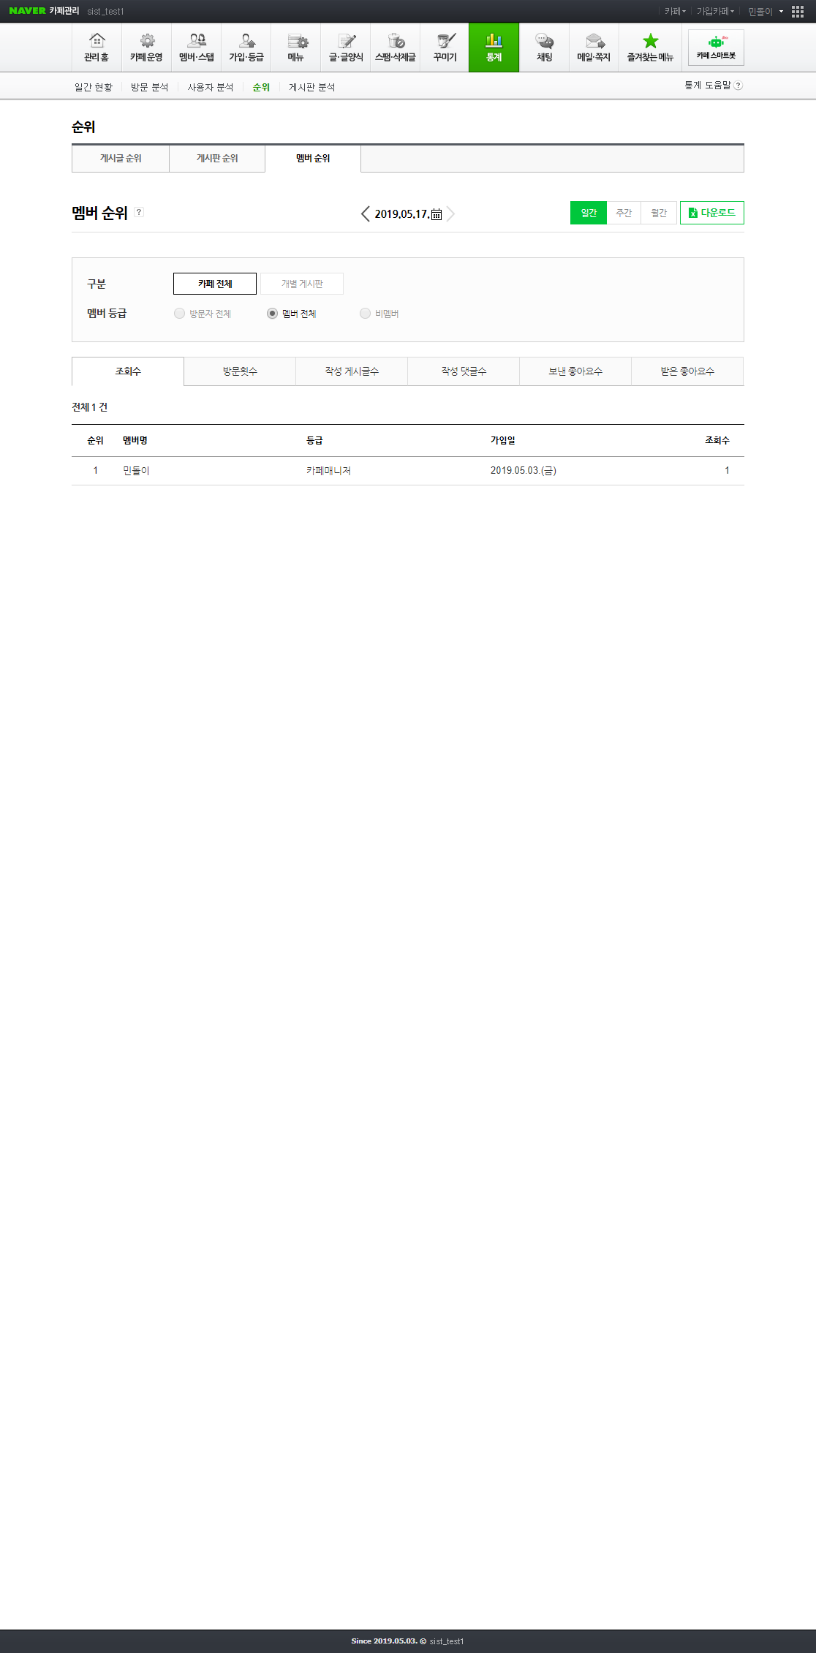 NAVER 카페관리 sist_test1 카페 가입카페 민돌이
관리 홈 카페 운영 멤버·스탭 가입·등급 메뉴 글·글양식 스팸·삭제글 꾸미기 통계 채팅 메일·쪽지 즐겨찾는 메뉴 카페 스마트봇
일간 현황 방문 분석 사용자 분석 순위 게시판 분석 통계 도움말 ?
순위
게시글 순위 게시판 순위 멤버 순위
멤버 순위 ? 2019.05.17. 일간 주간 월간 다운로드
구분 카페 전체 개별 게시판
멤버 등급 방문자 전체 멤버 전체 비멤버
조회수 방문횟수 작성 게시글수 작성 댓글수 보낸 좋아요수 받은 좋아요수
전체 1 건
순위 멤버명 등급 가입일 조회수
1 민돌이 카페매니저 2019.05.03.(금) 1
Since 2019.05.03. © sist_test1